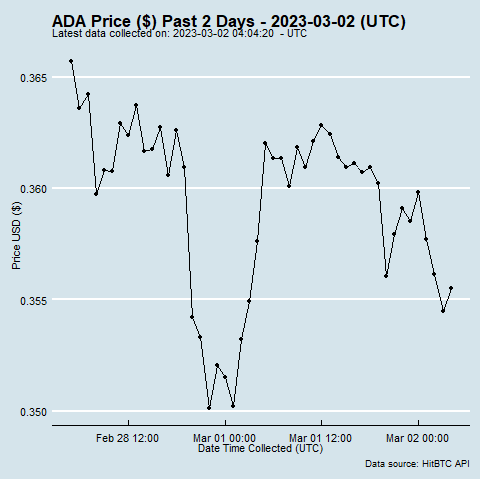 ADA Price ($) Past 2 Days - 2023-03-02 (UTC)
Latest data collected on: 2023-03-02 04:04:20  - UTC
0.365
0.360
0.355
0.350
Price USD ($)
Feb 28 12:00
Mar 01 00:00
Mar 01 12:00
Mar 02 00:00
Date Time Collected (UTC)
Data source: HitBTC API